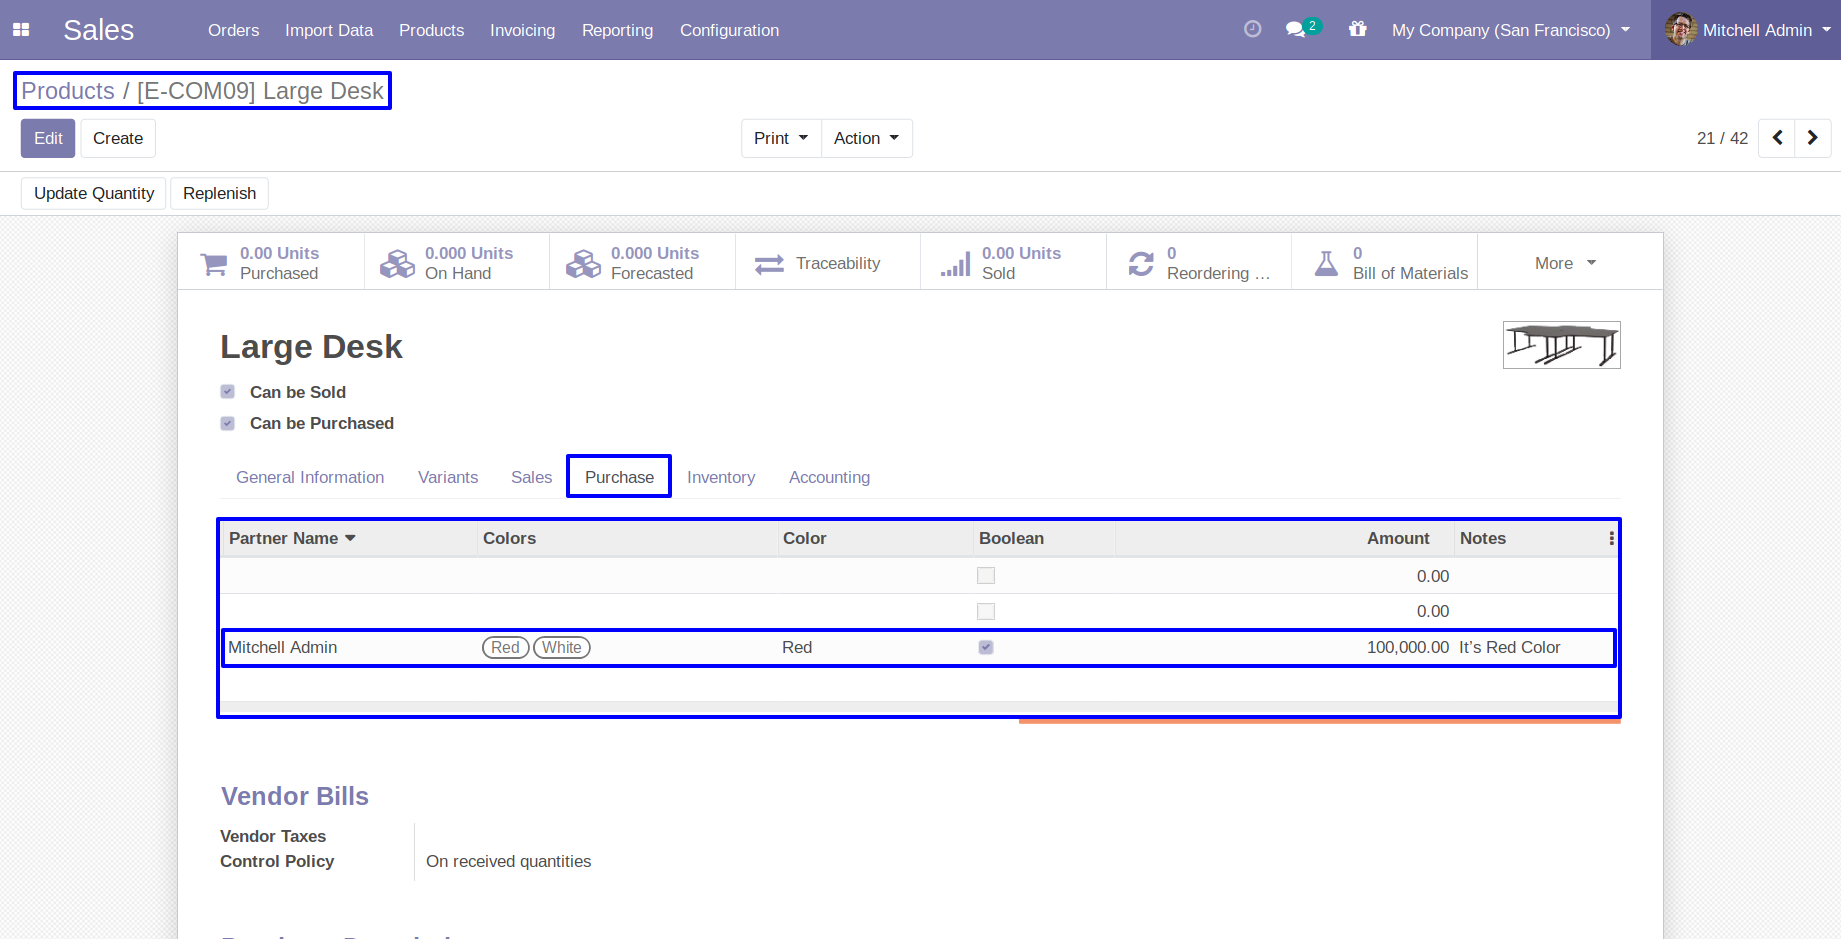 Sales Orders Import Data Products Invoicing Reporting Configuration 2 My Company (San Francisco) Mitchell Admin
Products / [E-COM09] Large Desk
Edit Create Print Action 21 / 42
Update Quantity Replenish
0.00 Units 0.000 Units 0.000 Units 0.00 Units 0 0
Purchased On Hand Forecasted Traceability Sold Reordering ... Bill of Materials More
Large Desk
Can be Sold
Can be Purchased
General Information Variants Sales Purchase Inventory Accounting
Partner Name Colors Color Boolean Amount Notes
0.00
0.00
Mitchell Admin Red White Red 100,000.00 It's Red Color
Vendor Bills
Vendor Taxes
Control Policy On received quantities